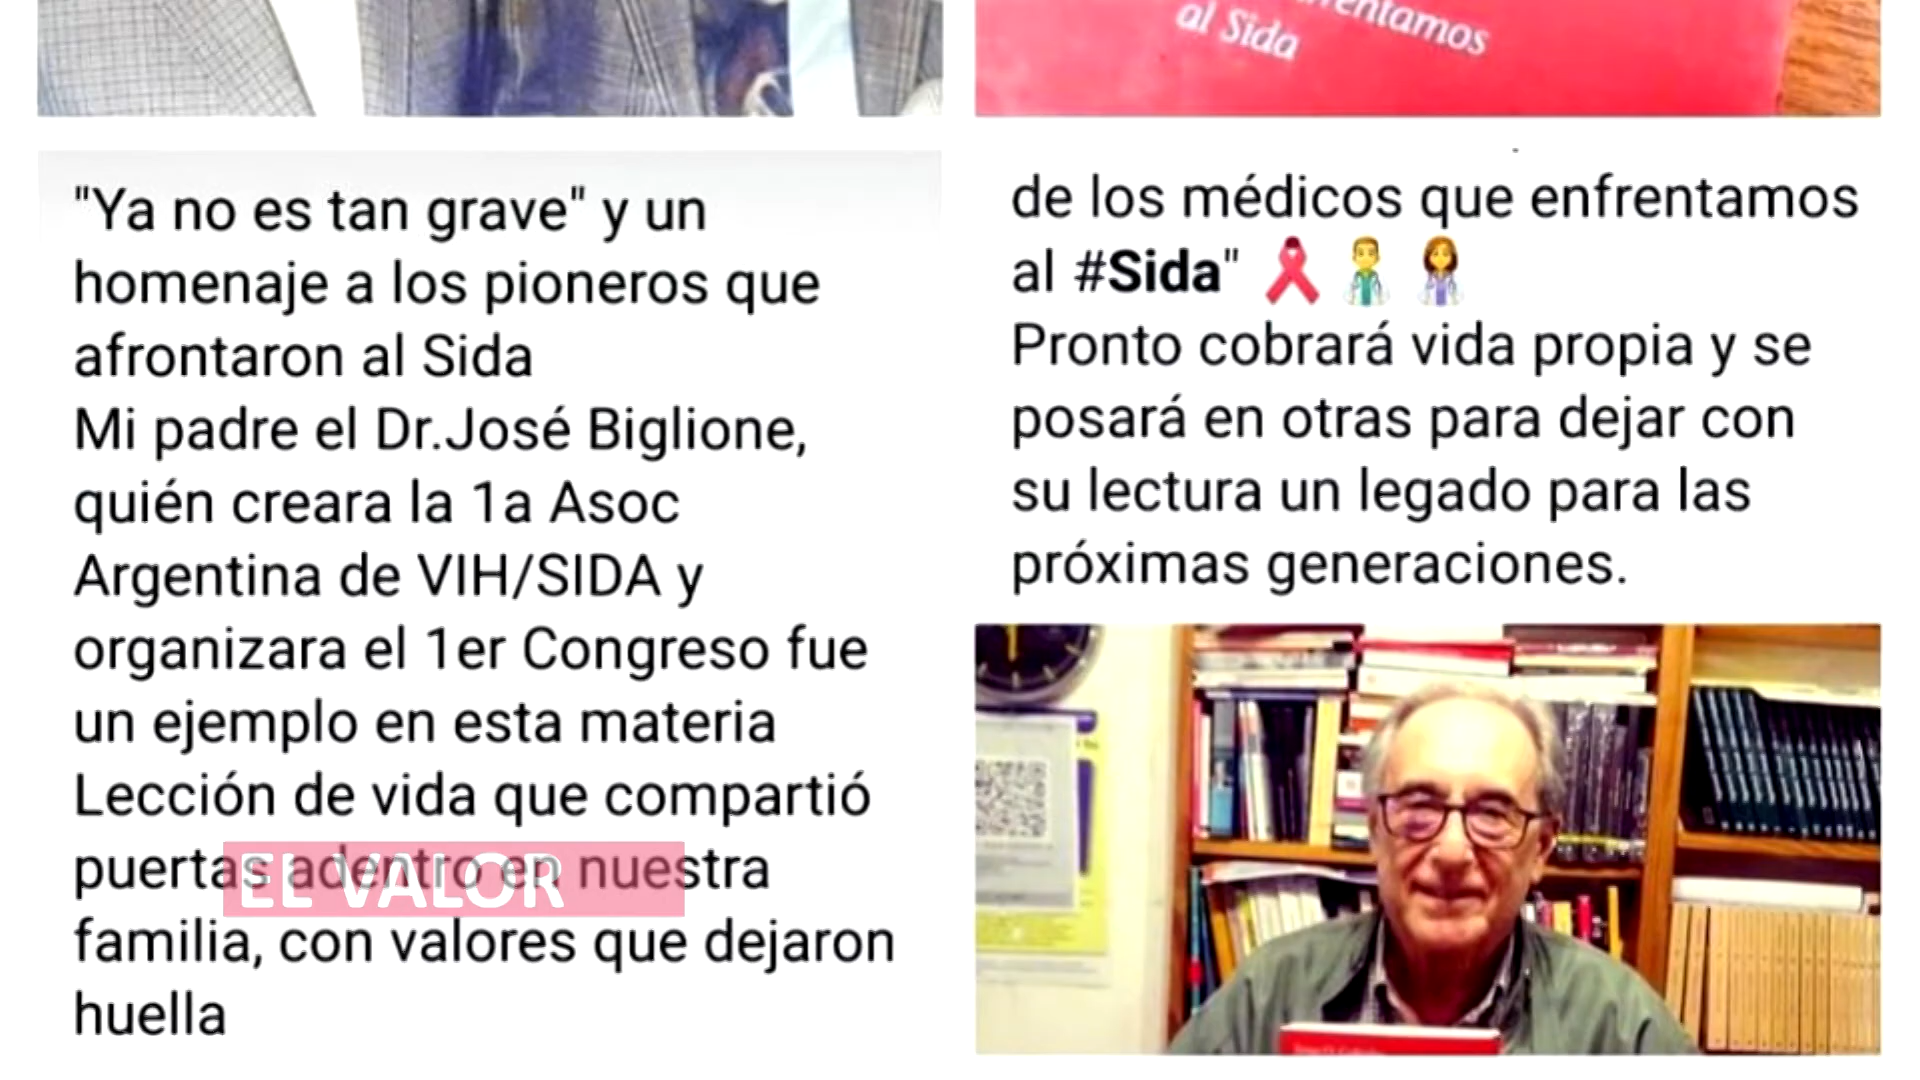 "Ya no es tan grave" y un
homenaje a los pioneros que
afrontaron al Sida
Mi padre el Dr.José Biglione,
quién creara la 1a Asoc
Argentina de VIH/SIDA y
organizara el 1er Congreso fue
un ejemplo en esta materia
Lección de vida que compartió
puertas adentro en nuestra
EL VALOR
familia, con valores que dejaron
huella
al Sida
de los médicos que enfrentamos
al #Sida"
Pronto cobrará vida propia y se
posará en otras para dejar con
su lectura un legado para las
próximas generaciones.